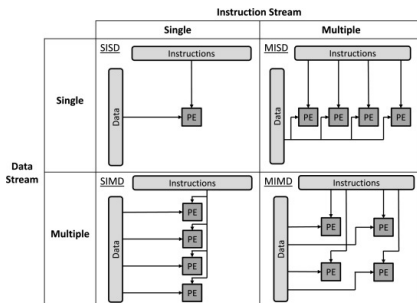 Instruction Stream
Single Multiple
SISD Instructions MISD Instructions
Single
Data
PE
Data
PE PE PE PE
Data
Stream
SIMD Instructions MIMD Instructions
Multiple
Data
PE
PE
PE
PE
Data
PE PE
PE PE